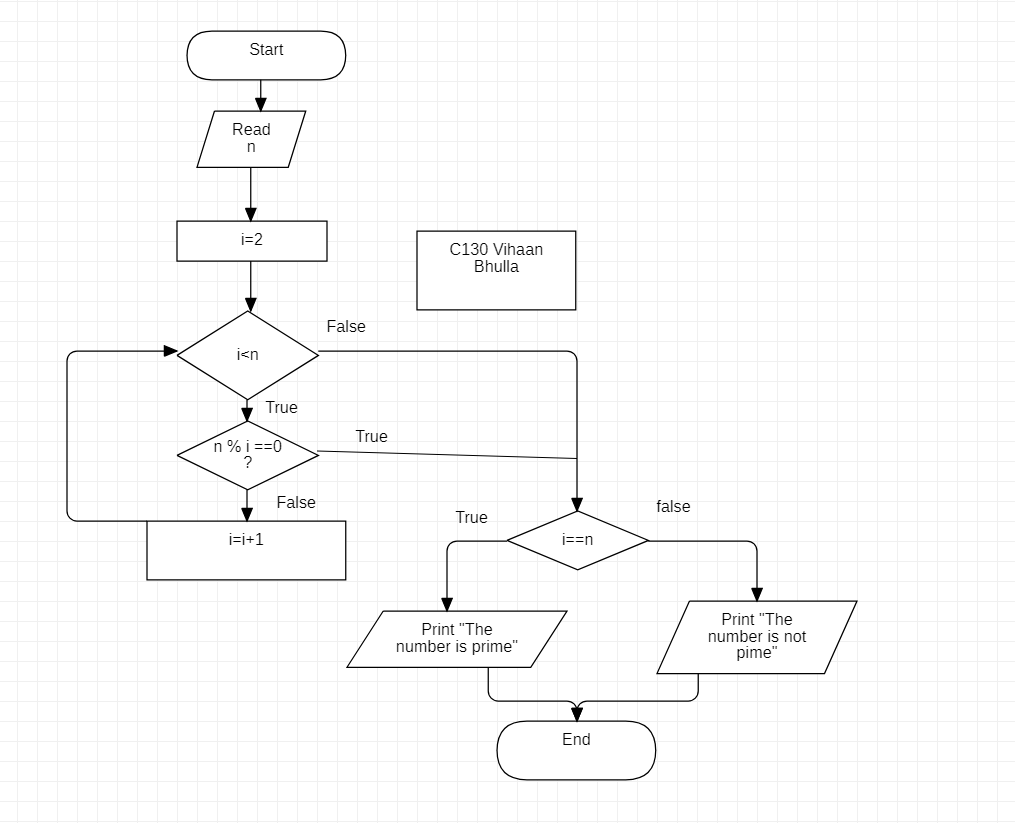 Start
Read
n
i=2
C130 Vihaan
Bhulla
False
i<n
True
n % i ==0
?
True
False
i=i+1
True
false
i==n
Print "The
number is prime"
Print "The
number is not
pime"
End